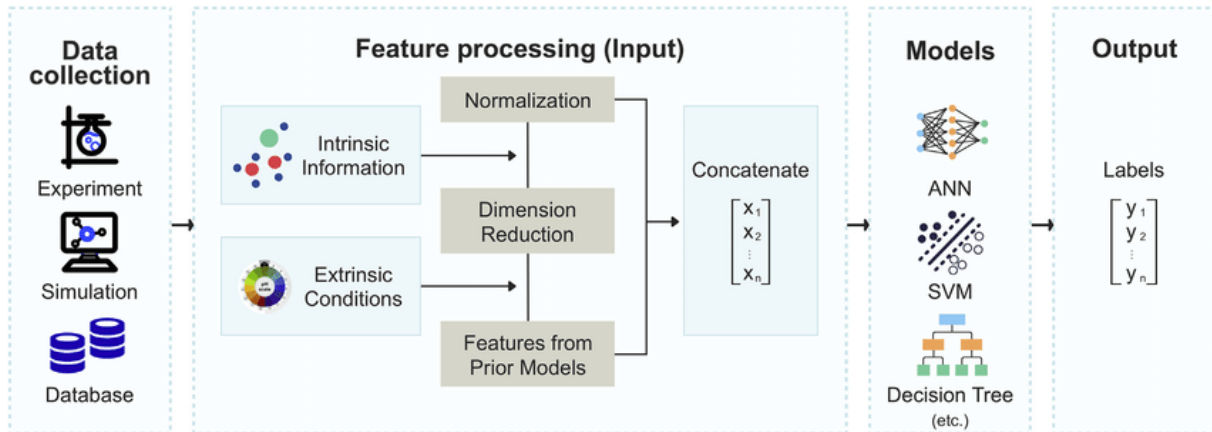 Data
collection
Experiment
Simulation
Database
Feature processing (Input)
Intrinsic
Information
Extrinsic
Conditions
Normalization
Dimension
Reduction
Features from
Prior Models
Concatenate
x1
x2
⋮
xn
Models
ANN
SVM
Decision Tree
(etc.)
Output
Labels
y1
y2
⋮
yn